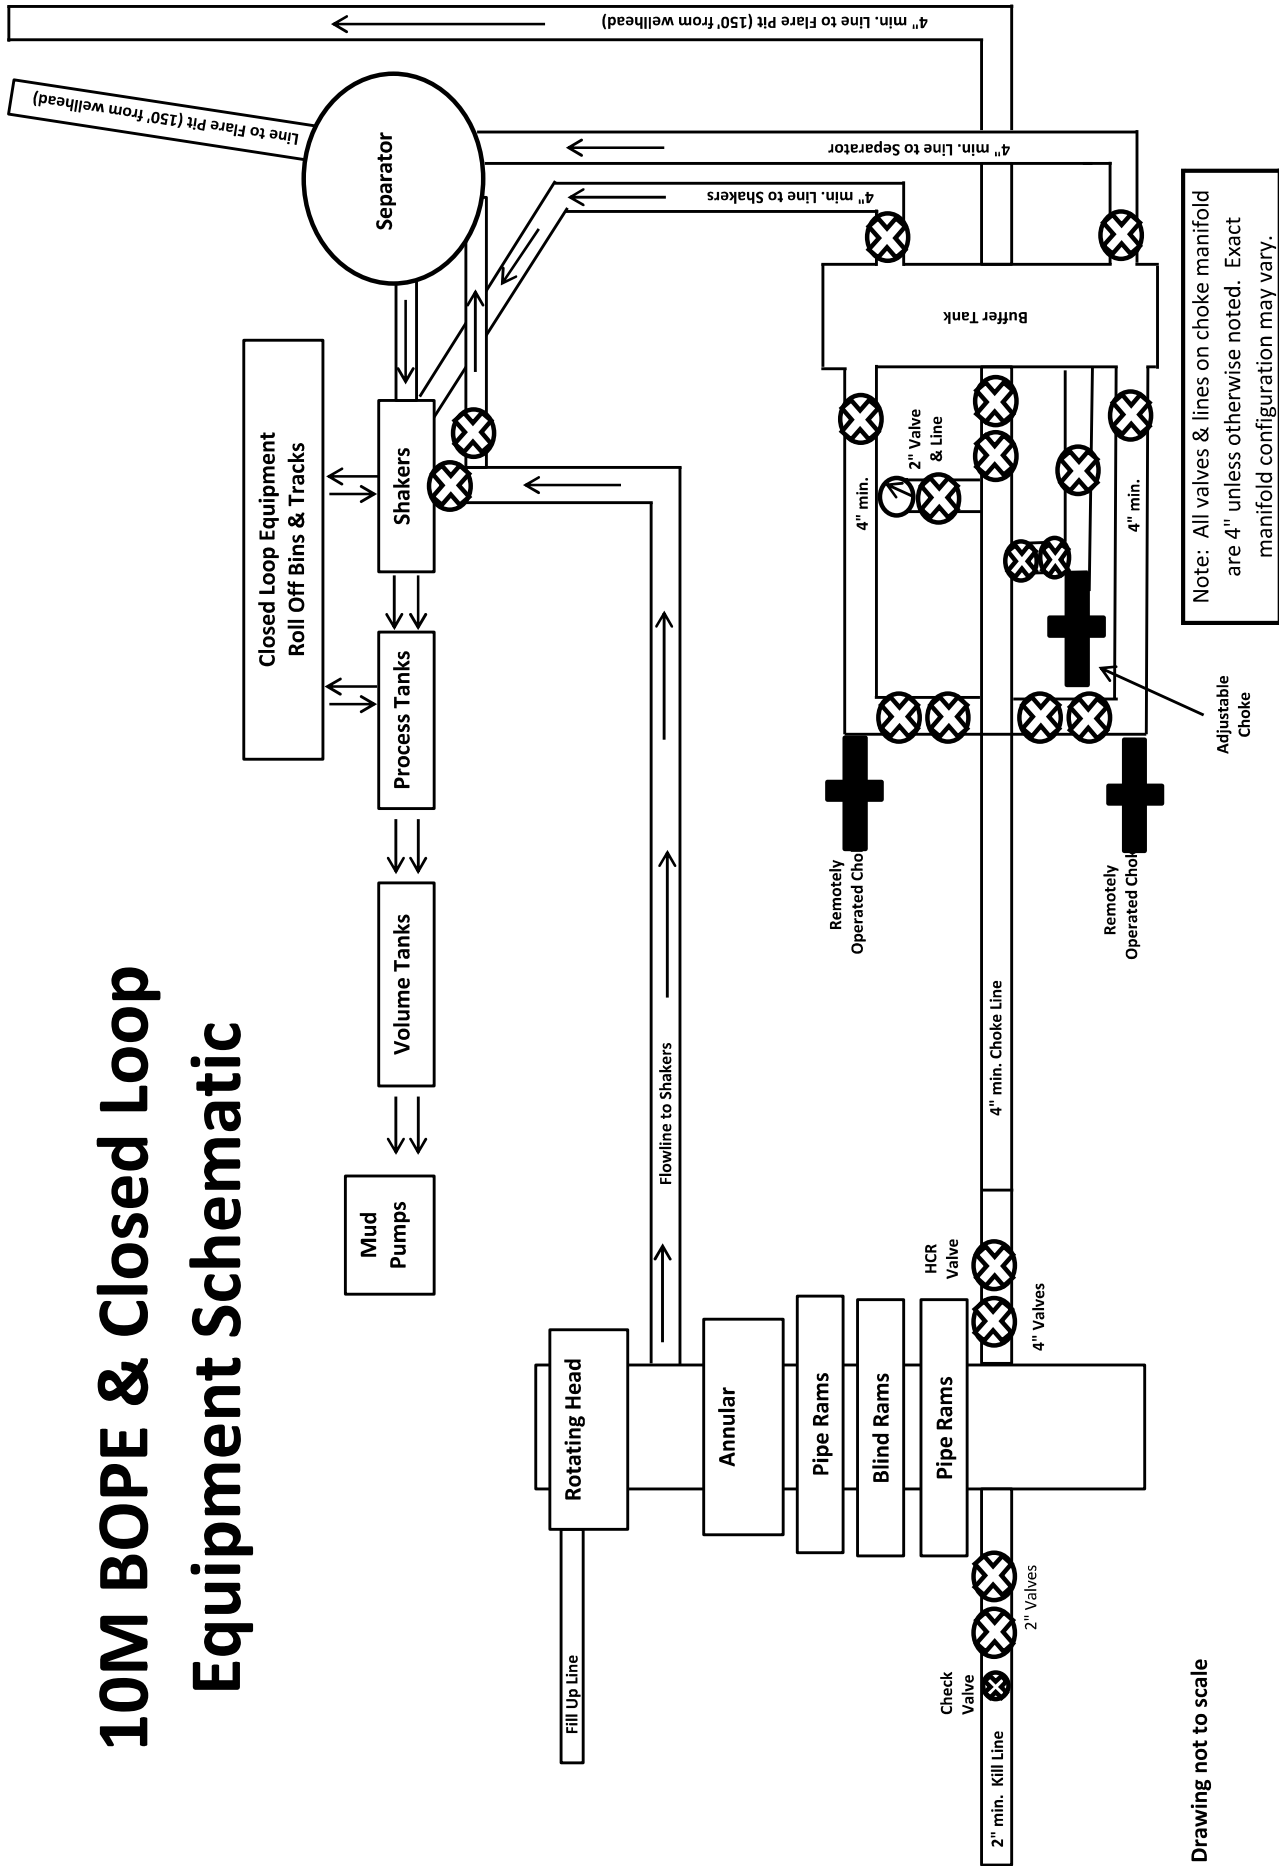 10M BOPE & Closed Loop
Equipment Schematic
4" min. Line to Flare Pit (150' from wellhead)
Line to Flare Pit (150' from wellhead)
Separator
4" min. Line to Separator
4" min. Line to Shakers
Closed Loop Equipment
Roll Off Bins & Tracks
Shakers
Process Tanks
Volume Tanks
Mud
Pumps
Fill Up Line
Rotating Head
Flowline to Shakers
Annular
Pipe Rams
Blind Rams
Pipe Rams
2" min. Kill Line
Check
Valve
2" Valves
4" Valves
HCR
Valve
4" min. Choke Line
Remotely
Operated Cho
Remotely
Operated Chok
Adjustable
Choke
4" min.
4" min.
2" Valve
& Line
Buffer Tank
Note: All valves & lines on choke manifold
are 4" unless otherwise noted. Exact
manifold configuration may vary.
Drawing not to scale